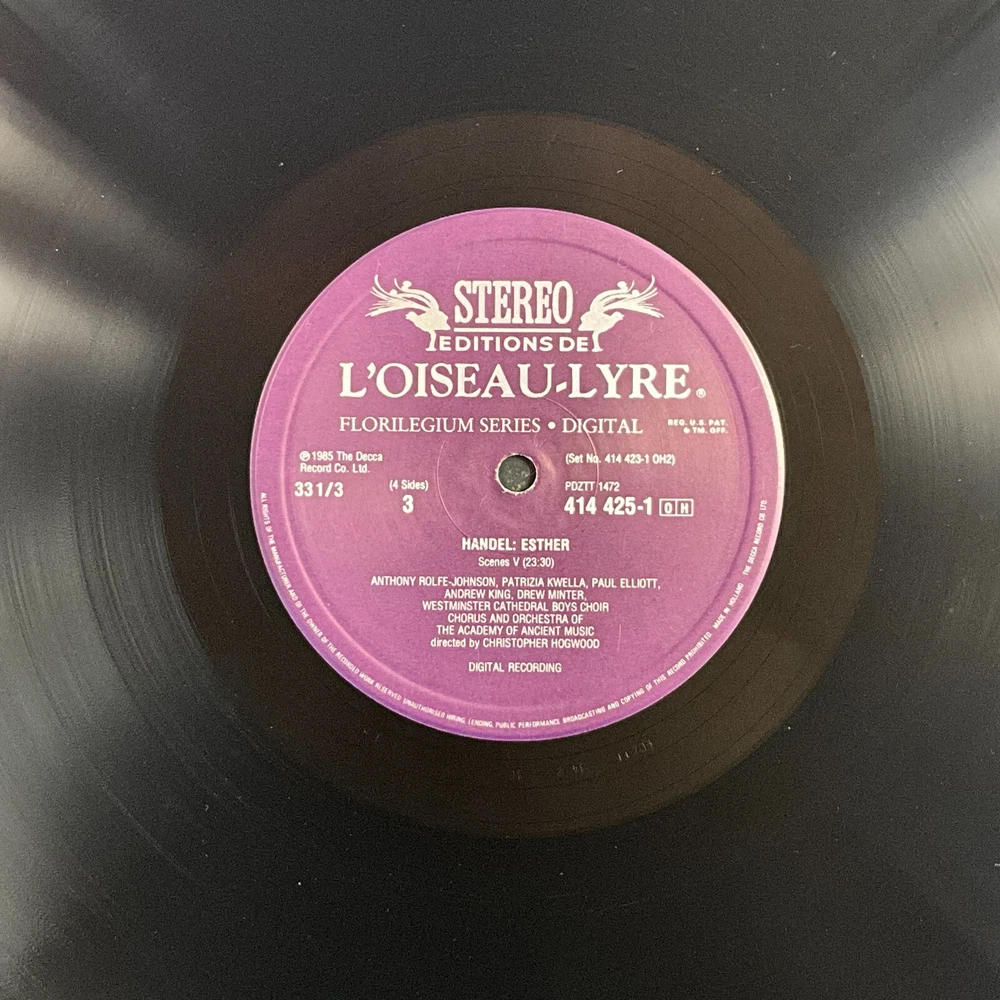 STEREO
EDITIONS DE
L'OISEAU-LYRE®
FLORILEGIUM SERIES • DIGITAL
REG. U.S. PAT.
& TM. OFF.
℗ 1985 The Decca
Record Co. Ltd.
(Set No. 414 423-1 OH2)
33 1/3
(4 Sides)
3
PDZTT 1472
414 425-1 OH
HANDEL: ESTHER
Scenes V (23:30)
ANTHONY ROLFE-JOHNSON, PATRIZIA KWELLA, PAUL ELLIOTT,
ANDREW KING, DREW MINTER,
WESTMINSTER CATHEDRAL BOYS CHOIR
CHORUS AND ORCHESTRA OF
THE ACADEMY OF ANCIENT MUSIC
directed by CHRISTOPHER HOGWOOD
DIGITAL RECORDING
ALL RIGHTS OF THE MANUFACTURER AND OF THE OWNER OF THE RECORDED WORK RESERVED UNAUTHORISED HIRING, LENDING, PUBLIC PERFORMANCE BROADCASTING AND COPYING OF THIS RECORD PROHIBITED. MADE IN HOLLAND THE DECCA RECORD CO LTD